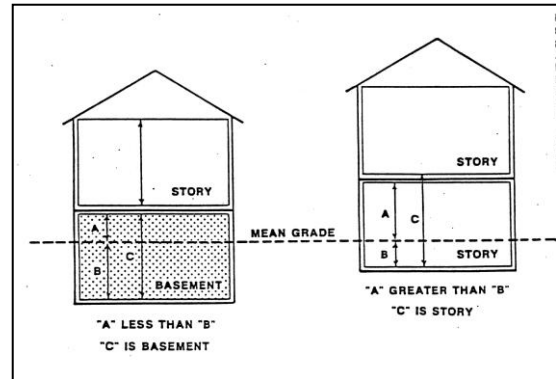 STORY
A
B
C
BASEMENT
"A" LESS THAN "B"
"C" IS BASEMENT
MEAN GRADE
STORY
A
C
B
STORY
"A" GREATER THAN "B"
"C" IS STORY